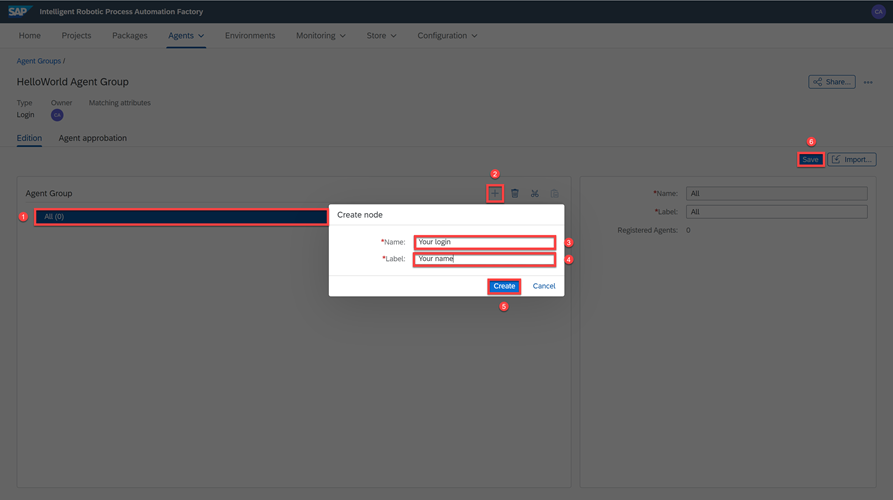 SAP Intelligent Robotic Process Automation Factory CA
Home Projects Packages Agents Environments Monitoring Store Configuration
Agent Groups /
HelloWorld Agent Group
Share...
Type Owner Matching attributes
Login CA
Edition Agent approbation
6
Save Import...
2
Agent Group
*Name: All
1 All (0)
*Label: All
Registered Agents: 0
Create node
*Name: Your login 3
*Label: Your name 4
Create Cancel
5